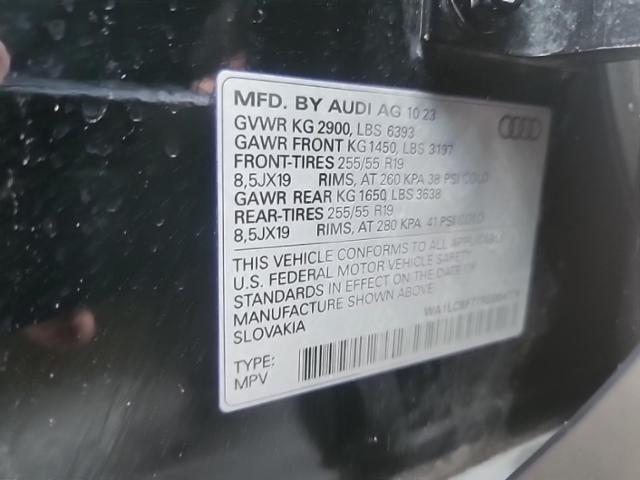 MFD. BY AUDI AG 10 23
GVWR KG 2900, LBS 6393
GAWR FRONT KG 1450, LBS 3197
FRONT-TIRES 255/55 R19
8,5JX19 RIMS, AT 260 KPA 38 PSI COLD
GAWR REAR KG 1650, LBS 3638
REAR-TIRES 255/55 R19
8,5JX19 RIMS, AT 280 KPA 41 PSI COLD
THIS VEHICLE CONFORMS TO ALL APPLICABLE
U.S. FEDERAL MOTOR VEHICLE SAFETY
STANDARDS IN EFFECT ON THE DATE OF
MANUFACTURE SHOWN ABOVE
SLOVAKIA
TYPE:
MPV